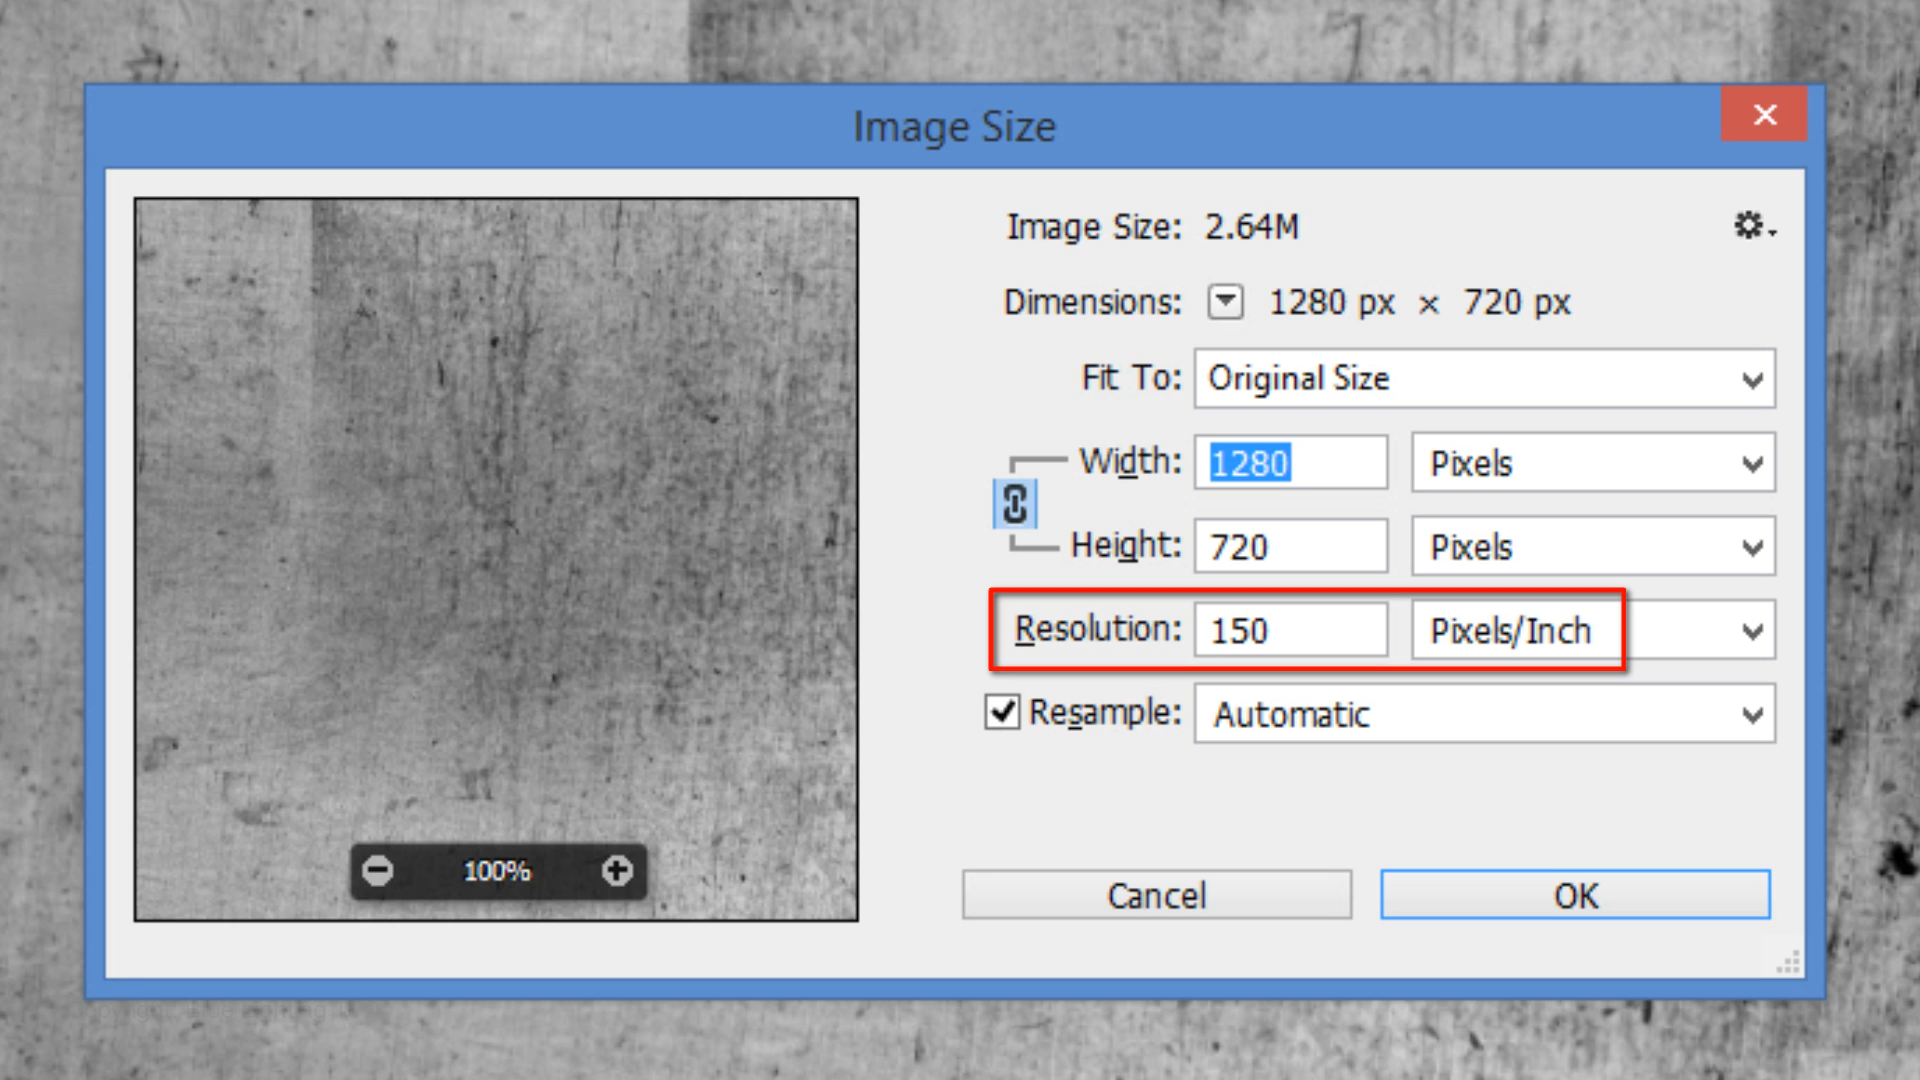 Image Size
Image Size: 2.64M
Dimensions: 1280 px × 720 px
Fit To: Original Size
Width: 1280 Pixels
Height: 720 Pixels
Resolution: 150 Pixels/Inch
Resample: Automatic
100%
Cancel OK